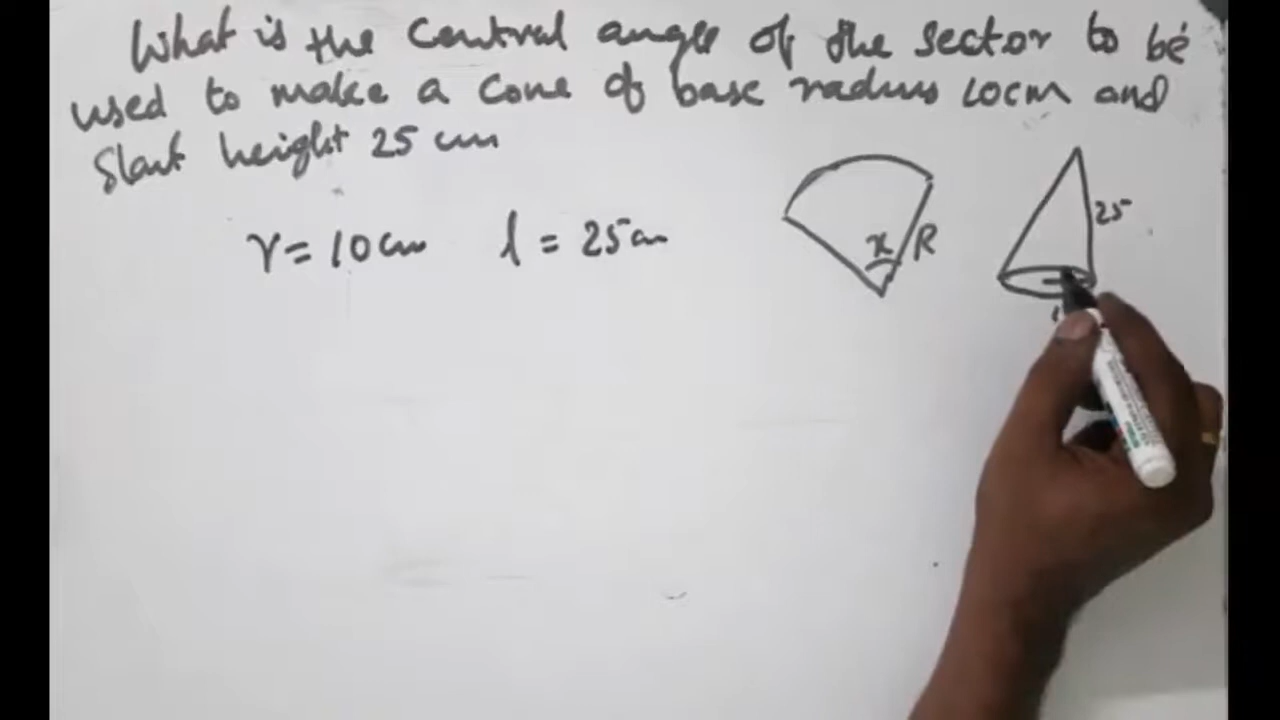 What is the central angle of the sector to be
used to make a cone of base radius 10cm and
Slant height 25 cm
r = 10cm l = 25cm
x R 25